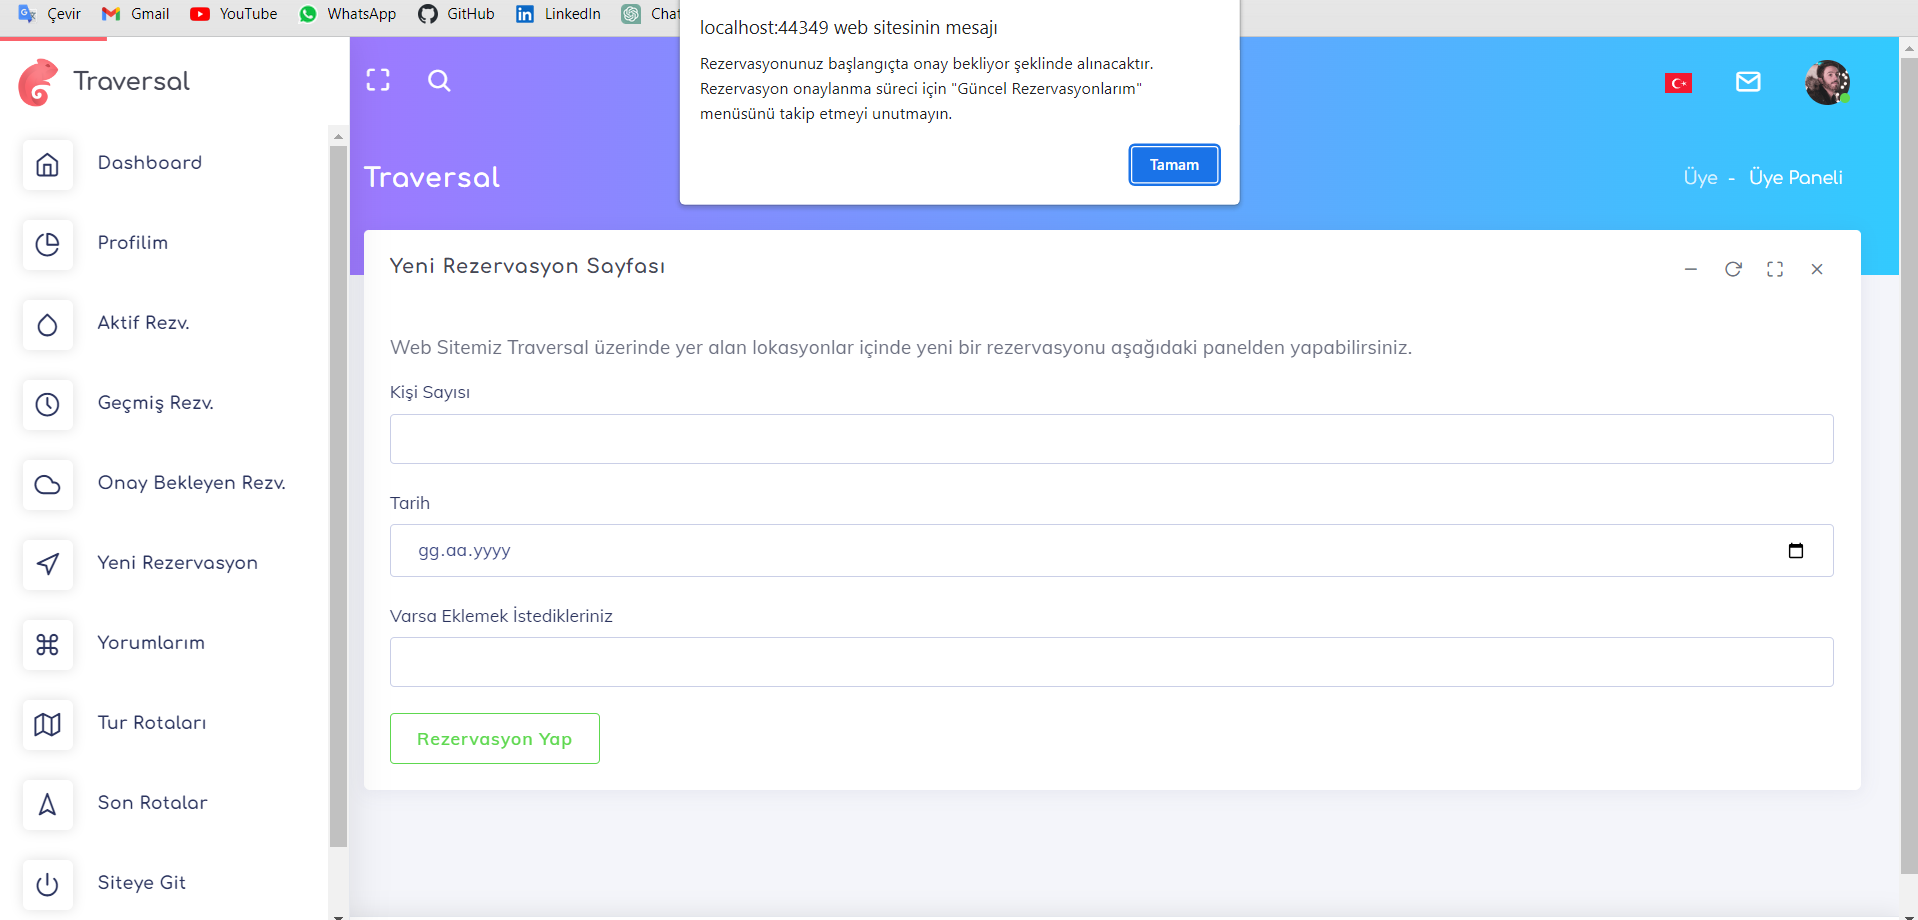 Çevir
Gmail
YouTube
WhatsApp
GitHub
LinkedIn
Chat
localhost:44349 web sitesinin mesajı
Rezervasyonunuz başlangıçta onay bekliyor şeklinde alınacaktır.
Rezervasyon onaylanma süreci için "Güncel Rezervasyonlarım"
menüsünü takip etmeyi unutmayın.
Tamam
Traversal
Dashboard
Profilim
Aktif Rezv.
Geçmiş Rezv.
Onay Bekleyen Rezv.
Yeni Rezervasyon
Yorumlarım
Tur Rotaları
Son Rotalar
Siteye Git
Traversal
Üye - Üye Paneli
Yeni Rezervasyon Sayfası
Web Sitemiz Traversal üzerinde yer alan lokasyonlar içinde yeni bir rezervasyonu aşağıdaki panelden yapabilirsiniz.
Kişi Sayısı
Tarih
gg.aa.yyyy
Varsa Eklemek İstedikleriniz
Rezervasyon Yap